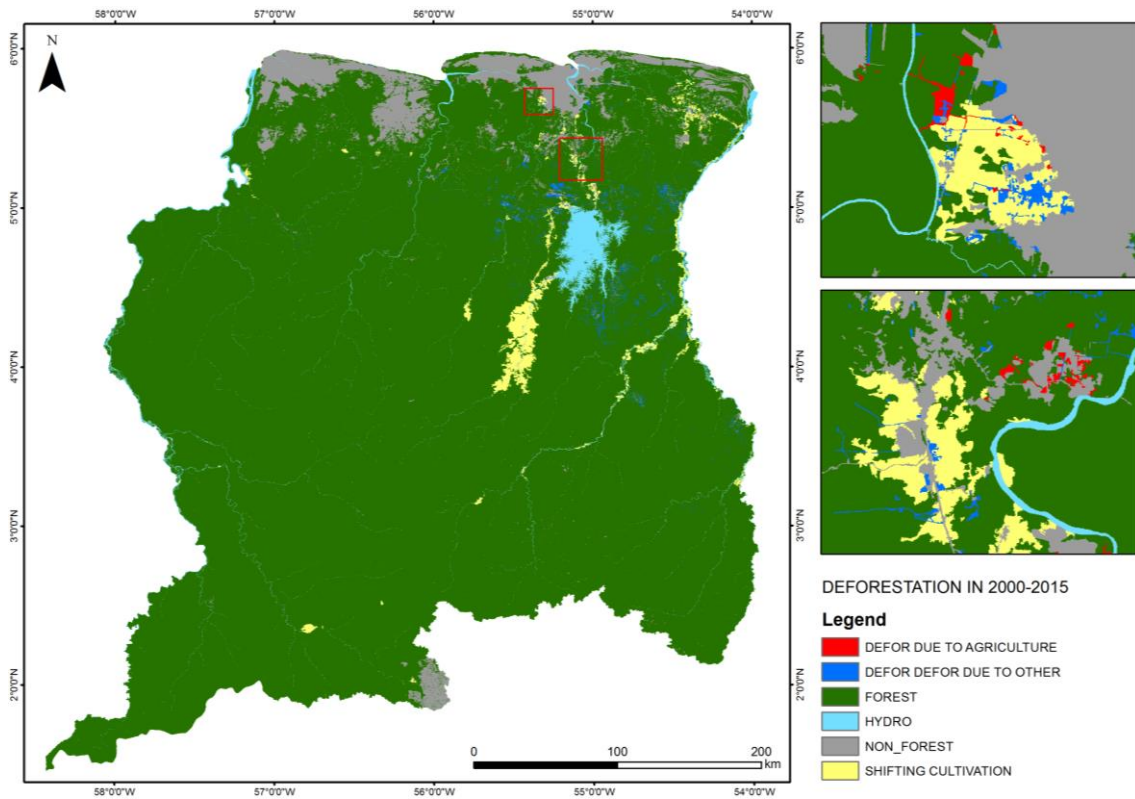 58°0'0"W 57°0'0"W 56°0'0"W 55°0'0"W 54°0'0"W
N
6°0'0"N
5°0'0"N
4°0'0"N
3°0'0"N
2°0'0"N
6°0'0"N
5°0'0"N
4°0'0"N
3°0'0"N
2°0'0"N
0 100 200
km
58°0'0"W 57°0'0"W 56°0'0"W 55°0'0"W 54°0'0"W
DEFORESTATION IN 2000-2015
Legend
DEFOR DUE TO AGRICULTURE
DEFOR DEFOR DUE TO OTHER
FOREST
HYDRO
NON_FOREST
SHIFTING CULTIVATION